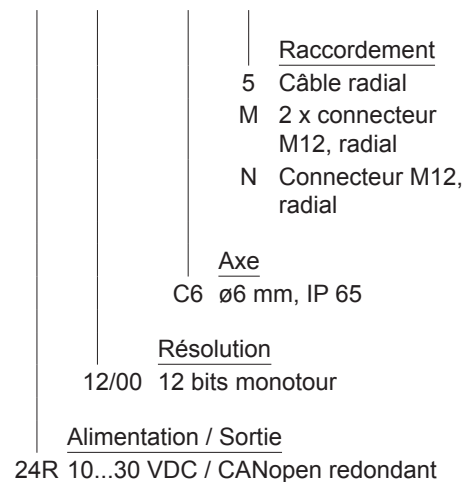 Raccordement
5 Câble radial
M 2 x connecteur
M12, radial
N Connecteur M12,
radial
Axe
C6 ø6 mm, IP 65
Résolution
12/00 12 bits monotour
Alimentation / Sortie
24R 10...30 VDC / CANopen redondant